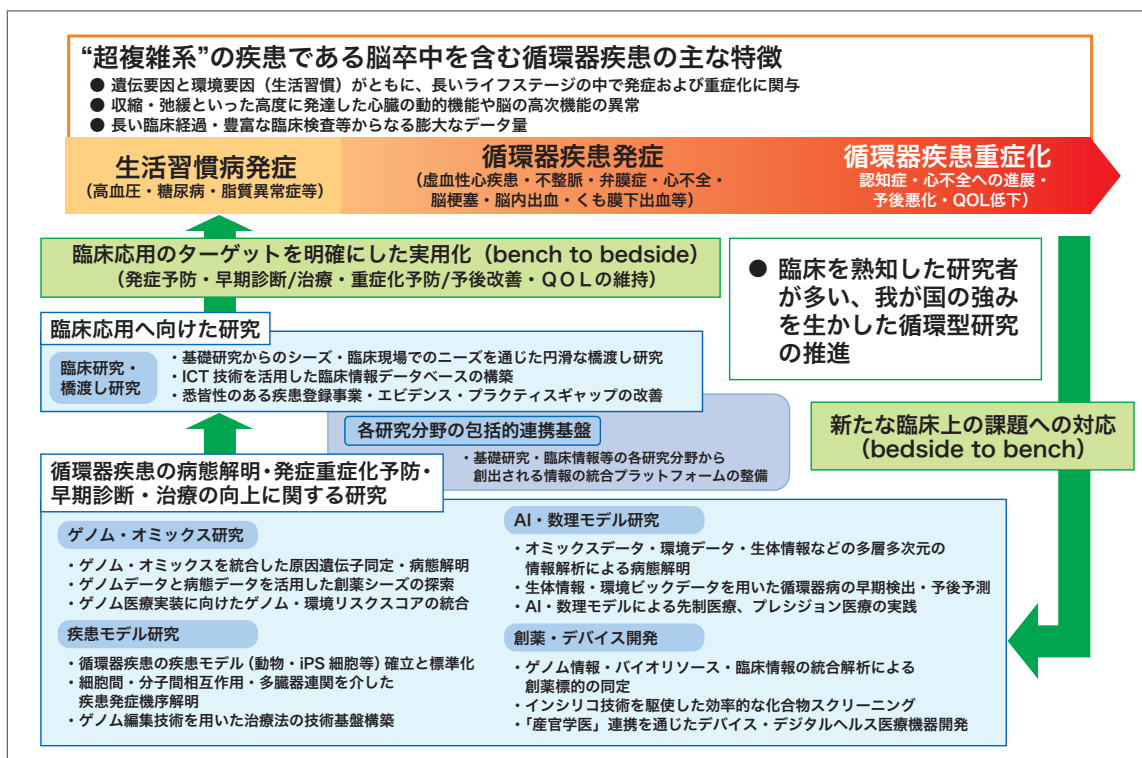 “超複雑系”の疾患である脳卒中を含む循環器疾患の主な特徴
● 遺伝要因と環境要因（生活習慣）がともに、長いライフステージの中で発症および重症化に関与
● 収縮・弛緩といった高度に発達した心臓の動的機能や脳の高次機能の異常
● 長い臨床経過・豊富な臨床検査等からなる膨大なデータ量
生活習慣病発症
（高血圧・糖尿病・脂質異常症等）
循環器疾患発症
（虚血性心疾患・不整脈・弁膜症・心不全・
脳梗塞・脳内出血・くも膜下出血等）
循環器疾患重症化
認知症・心不全への進展・
予後悪化・QOL低下）
臨床応用のターゲットを明確にした実用化（bench to bedside）
（発症予防・早期診断/治療・重症化予防/予後改善・ＱＯＬの維持）
● 臨床を熟知した研究者
が多い、我が国の強み
を生かした循環型研究
の推進
臨床応用へ向けた研究
臨床研究・
橋渡し研究
・基礎研究からのシーズ・臨床現場でのニーズを通じた円滑な橋渡し研究
・ICT 技術を活用した臨床情報データベースの構築
・悉皆性のある疾患登録事業・エビデンス・プラクティスギャップの改善
各研究分野の包括的連携基盤
・基礎研究・臨床情報等の各研究分野から
創出される情報の統合プラットフォームの整備
新たな臨床上の課題への対応
（bedside to bench）
循環器疾患の病態解明・発症重症化予防・
早期診断・治療の向上に関する研究
ゲノム・オミックス研究
・ゲノム・オミックスを統合した原因遺伝子同定・病態解明
・ゲノムデータと病態データを活用した創薬シーズの探索
・ゲノム医療実装に向けたゲノム・環境リスクスコアの統合
疾患モデル研究
・循環器疾患の疾患モデル（動物・iPS 細胞等）確立と標準化
・細胞間・分子間相互作用・多臓器連関を介した
疾患発症機序解明
・ゲノム編集技術を用いた治療法の技術基盤構築
AI・数理モデル研究
・オミックスデータ・環境データ・生体情報などの多層多次元の
情報解析による病態解明
・生体情報・環境ビックデータを用いた循環器病の早期検出・予後予測
・AI・数理モデルによる先制医療、プレシジョン医療の実践
創薬・デバイス開発
・ゲノム情報・バイオリソース・臨床情報の統合解析による
創薬標的の同定
・インシリコ技術を駆使した効率的な化合物スクリーニング
・「産官学医」連携を通じたデバイス・デジタルヘルス医療機器開発